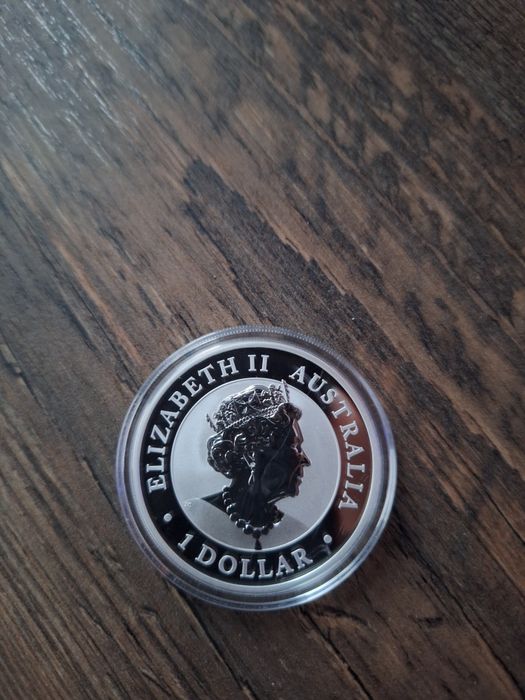 ELIZABETH II AUSTRALIA
• 1 DOLLAR •